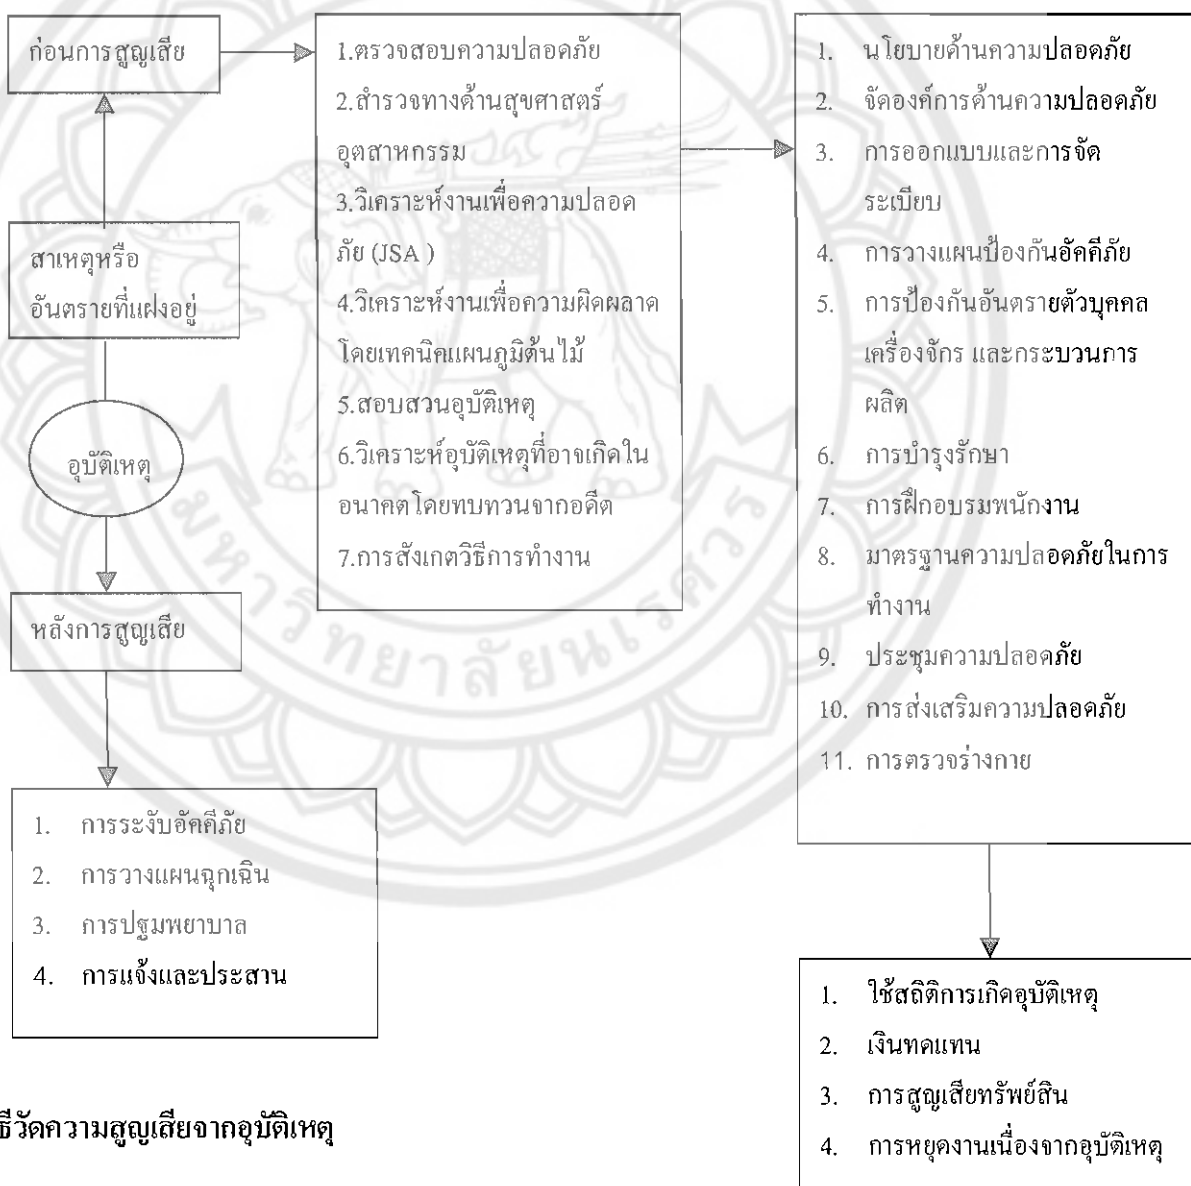 ก่อนการสูญเสีย
1.ตรวจสอบความปลอดภัย
2.สำรวจทางด้านสุขศาสตร์
อุตสาหกรรม
3.วิเคราะห์งานเพื่อความปลอด
ภัย (JSA )
4.วิเคราะห์งานเพื่อความผิดพลาด
โดยเทคนิคแผนภูมิต้นไม้
5.สอบสวนอุบัติเหตุ
6.วิเคราะห์อุบัติเหตุที่อาจเกิดใน
อนาคตโดยทบทวนจากอดีต
7.การสังเกตวิธีการทำงาน
1. นโยบายด้านความปลอดภัย
2. จัดองค์การด้านความปลอดภัย
3. การออกแบบและการจัด
ระเบียบ
4. การวางแผนป้องกันอัคคีภัย
5. การป้องกันอันตรายตัวบุคคล
เครื่องจักร และกระบวนการ
ผลิต
6. การบำรุงรักษา
7. การฝึกอบรมพนักงาน
8. มาตรฐานความปลอดภัยในการ
ทำงาน
9. ประชุมความปลอดภัย
10. การส่งเสริมความปลอดภัย
11. การตรวจร่างกาย
สาเหตุหรือ
อันตรายที่แฝงอยู่
อุบัติเหตุ
หลังการสูญเสีย
1. การระงับอัคคีภัย
2. การวางแผนฉุกเฉิน
3. การปฐมพยาบาล
4. การแจ้งและประสาน
1. ใช้สถิติการเกิดอุบัติเหตุ
2. เงินทดแทน
3. การสูญเสียทรัพย์สิน
4. การหยุดงานเนื่องจากอุบัติเหตุ
ธีวัดความสูญเสียจากอุบัติเหตุ
มหาวิทยาลัยนเรศวร